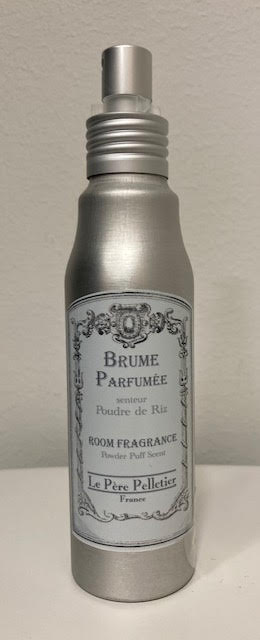 BRUME
PARFUMÉE
senteur
Poudre de Riz
ROOM FRAGRANCE
Powder Puff Scent
Le Père Pelletier
France